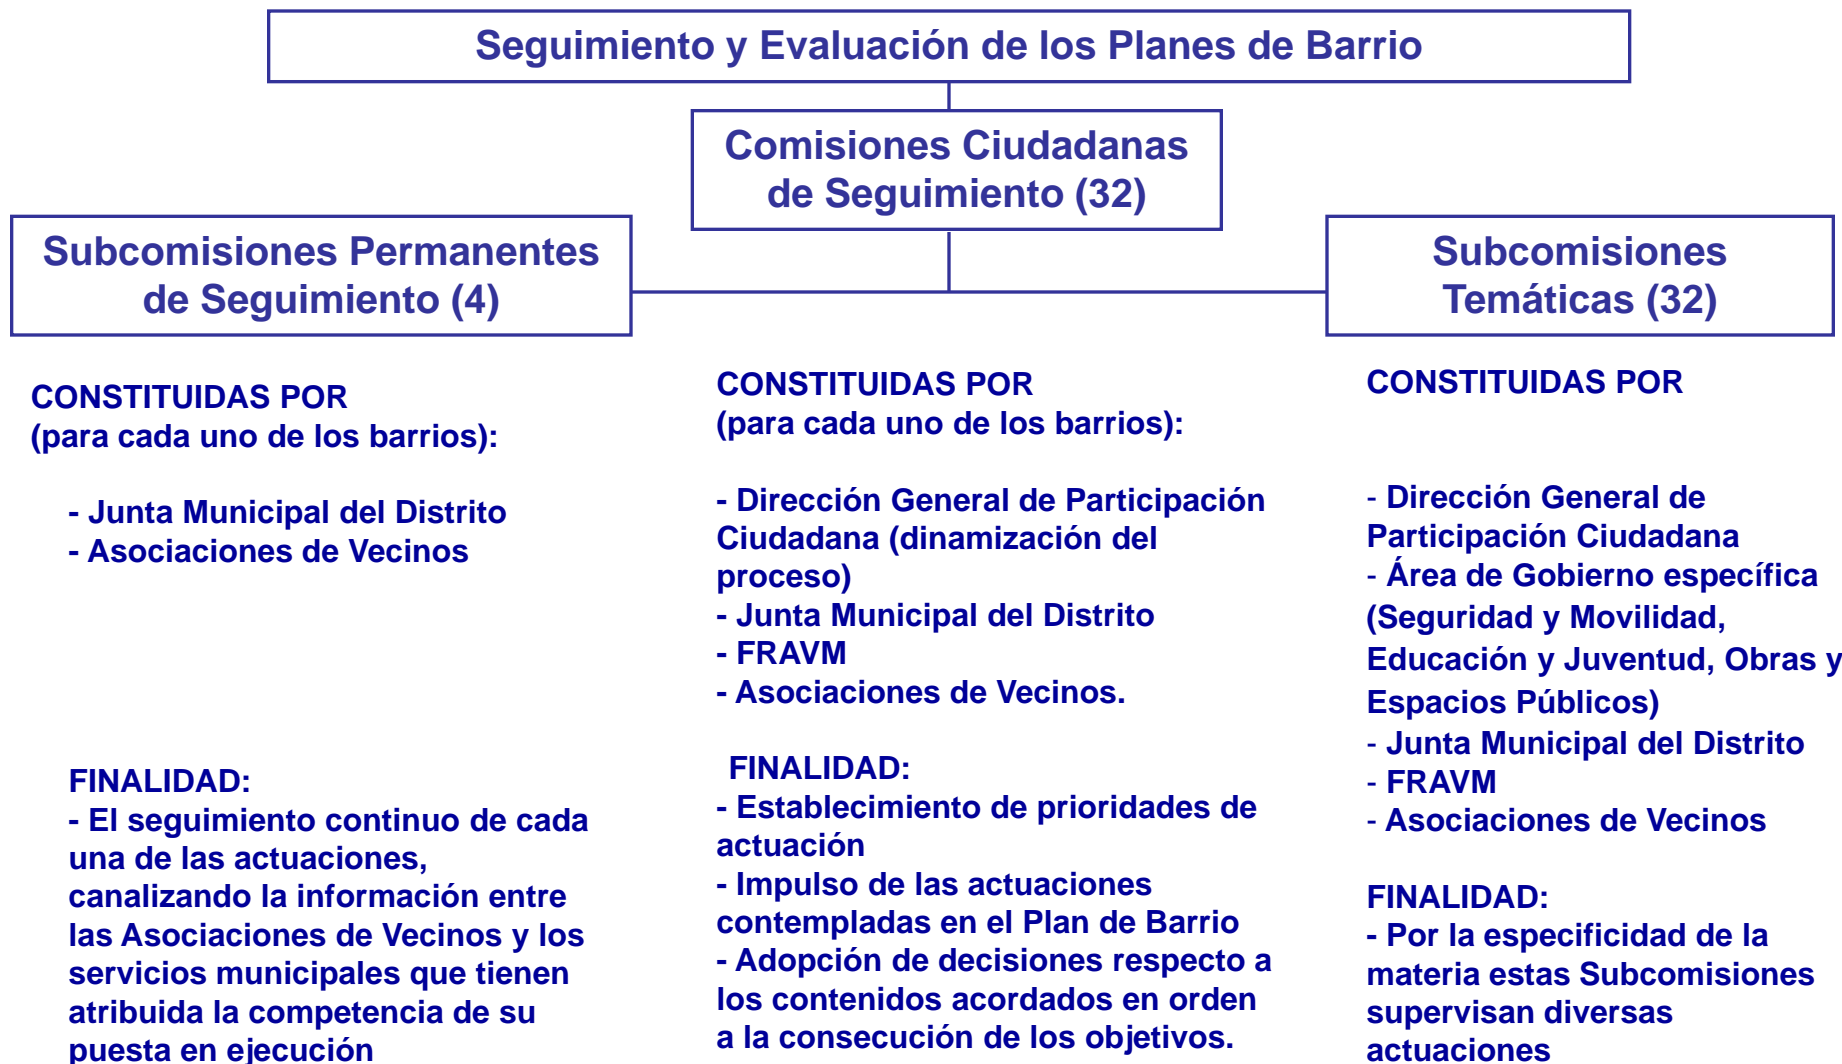 Seguimiento y Evaluación de los Planes de Barrio
Comisiones Ciudadanas
de Seguimiento (32)
Subcomisiones Permanentes
de Seguimiento (4)
Subcomisiones
Temáticas (32)
CONSTITUIDAS POR
(para cada uno de los barrios):
- Junta Municipal del Distrito
- Asociaciones de Vecinos
FINALIDAD:
- El seguimiento continuo de cada
una de las actuaciones,
canalizando la información entre
las Asociaciones de Vecinos y los
servicios municipales que tienen
atribuida la competencia de su
puesta en ejecución
CONSTITUIDAS POR
(para cada uno de los barrios):
- Dirección General de Participación
Ciudadana (dinamización del
proceso)
- Junta Municipal del Distrito
- FRAVM
- Asociaciones de Vecinos.
FINALIDAD:
- Establecimiento de prioridades de
actuación
- Impulso de las actuaciones
contempladas en el Plan de Barrio
- Adopción de decisiones respecto a
los contenidos acordados en orden
a la consecución de los objetivos.
CONSTITUIDAS POR
- Dirección General de
Participación Ciudadana
- Área de Gobierno específica
(Seguridad y Movilidad,
Educación y Juventud, Obras y
Espacios Públicos)
- Junta Municipal del Distrito
- FRAVM
- Asociaciones de Vecinos
FINALIDAD:
- Por la especificidad de la
materia estas Subcomisiones
supervisan diversas
actuaciones